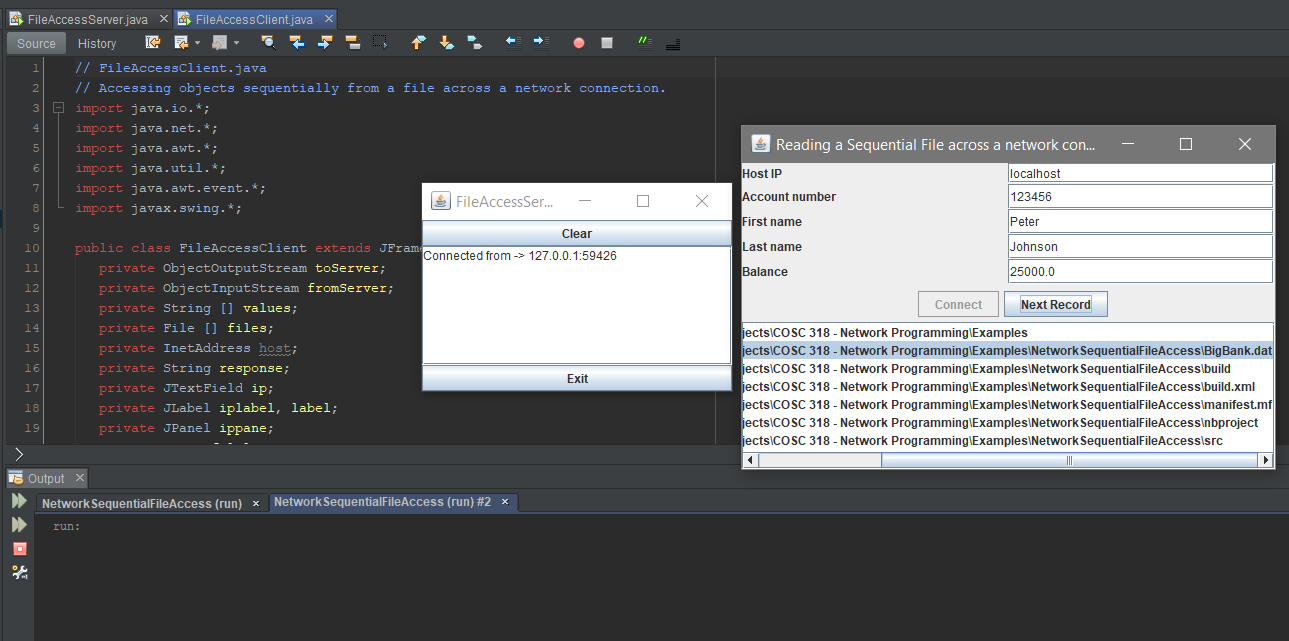 FileAccessServer.java
FileAccessClient.java
Source
History
1 // FileAccessClient.java
2 // Accessing objects sequentially from a file across a network connection.
3 import java.io.*;
4 import java.net.*;
5 import java.awt.*;
6 import java.util.*;
7 import java.awt.event.*;
8 import javax.swing.*;
9
10 public class FileAccessClient extends JFrame
11 private ObjectOutputStream toServer;
12 private ObjectInputStream fromServer;
13 private String [] values;
14 private File [] files;
15 private InetAddress host;
16 private String response;
17 private JTextField ip;
18 private JLabel iplabel, label;
19 private JPanel ippane;
FileAccessSer...
Clear
Connected from -> 127.0.0.1:59426
Exit
Reading a Sequential File across a network con...
Host IP localhost
Account number 123456
First name Peter
Last name Johnson
Balance 25000.0
Connect
Next Record
jects\COSC 318 - Network Programming\Examples
jects\COSC 318 - Network Programming\Examples\NetworkSequentialFileAccess\BigBank.dat
jects\COSC 318 - Network Programming\Examples\NetworkSequentialFileAccess\build
jects\COSC 318 - Network Programming\Examples\NetworkSequentialFileAccess\build.xml
jects\COSC 318 - Network Programming\Examples\NetworkSequentialFileAccess\manifest.mf
jects\COSC 318 - Network Programming\Examples\NetworkSequentialFileAccess\nbproject
jects\COSC 318 - Network Programming\Examples\NetworkSequentialFileAccess\src
Output
NetworkSequentialFileAccess (run)
NetworkSequentialFileAccess (run) #2
run: